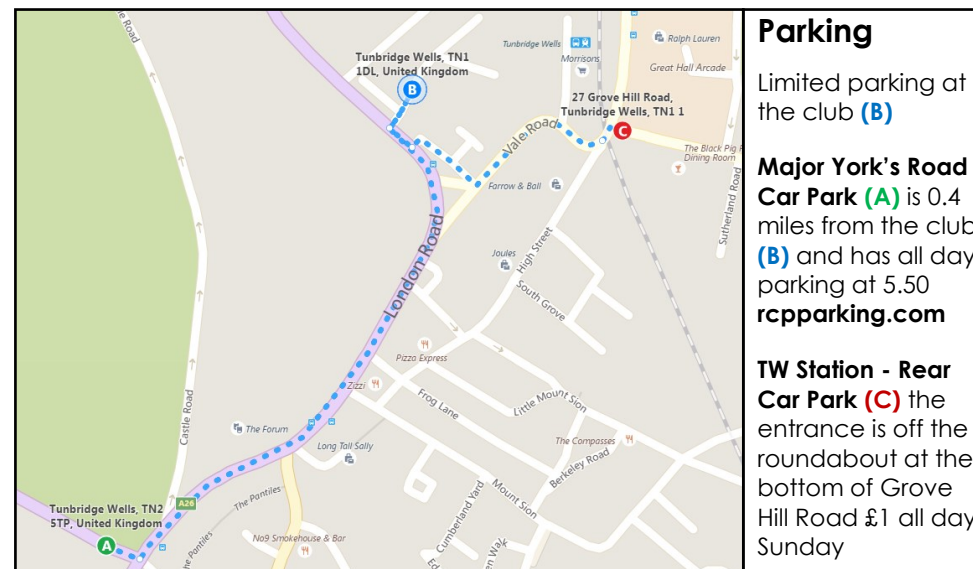 Road
Tunbridge Wells
Ralph Lauren
Morrisons
Great Hall Arcade
Tunbridge Wells, TN1
1DL, United Kingdom
B
27 Grove Hill Road,
Tunbridge Wells, TN1 1
C
Vale Road
The Black Pig
Dining Room
Farrow & Ball
Sutherland Road
London Road
Joules
High Street
South Grove
Pizza Express
Zizzi
Frog Lane
Little Mount Sion
Castle Road
The Forum
Long Tall Sally
The Compasses
Berkeley Road
Mount Sion
Cumberland Yard
The Pantiles
A26
Tunbridge Wells, TN2
5TP, United Kingdom
A
The Pantiles
No9 Smokehouse & Bar
Parking
Limited parking at
the club (B)
Major York's Road
Car Park (A) is 0.4
miles from the club
(B) and has all day
parking at 5.50
rcpparking.com
TW Station - Rear
Car Park (C) the
entrance is off the
roundabout at the
bottom of Grove
Hill Road £1 all day
Sunday